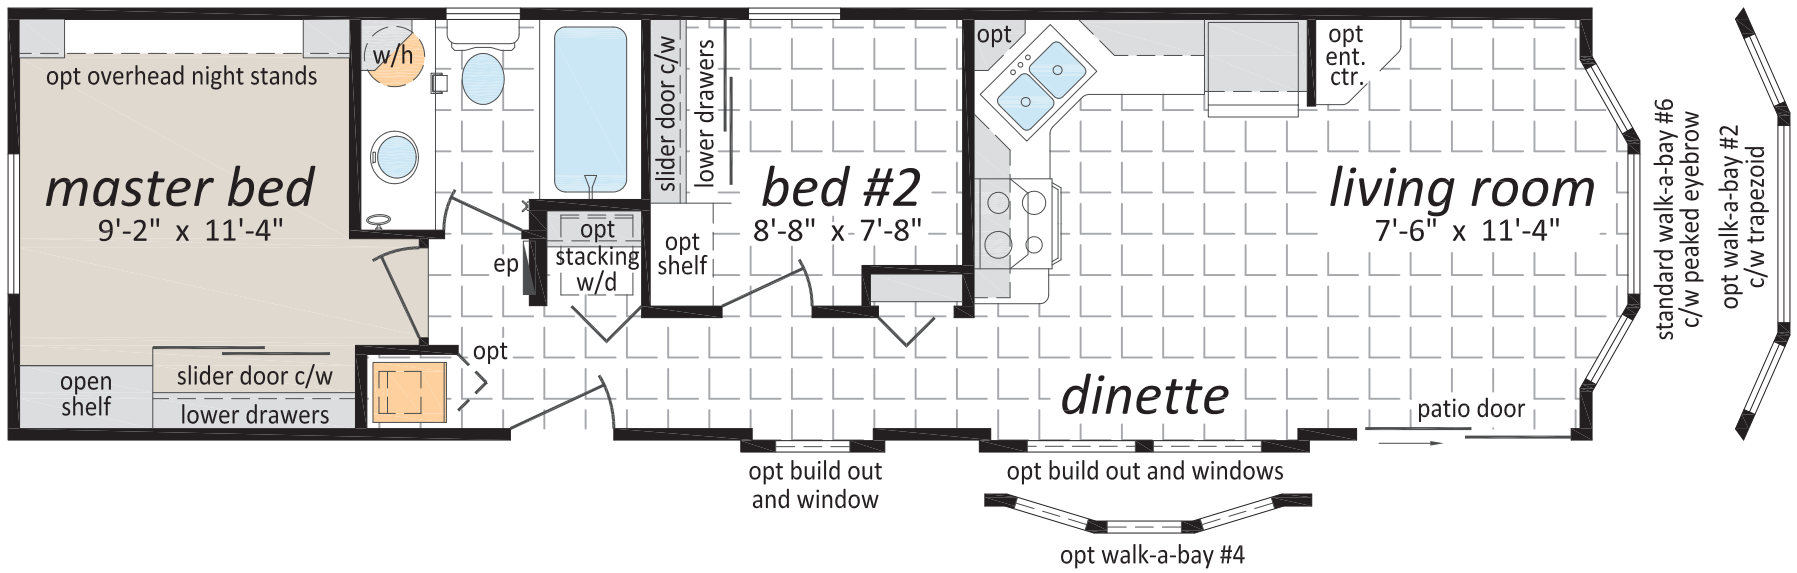 opt overhead night stands
master bed
9'-2" x 11'-4"
open
shelf
slider door c/w
lower drawers
w/h
ep
opt
stacking
w/d
opt
slider door c/w
lower drawers
bed #2
8'-8" x 7'-8"
opt
shelf
opt
opt
ent.
ctr.
living room
7'-6" x 11'-4"
dinette
patio door
opt build out
and window
opt build out and windows
opt walk-a-bay #4
standard walk-a-bay #6
c/w peaked eyebrow
opt walk-a-bay #2
c/w trapezoid